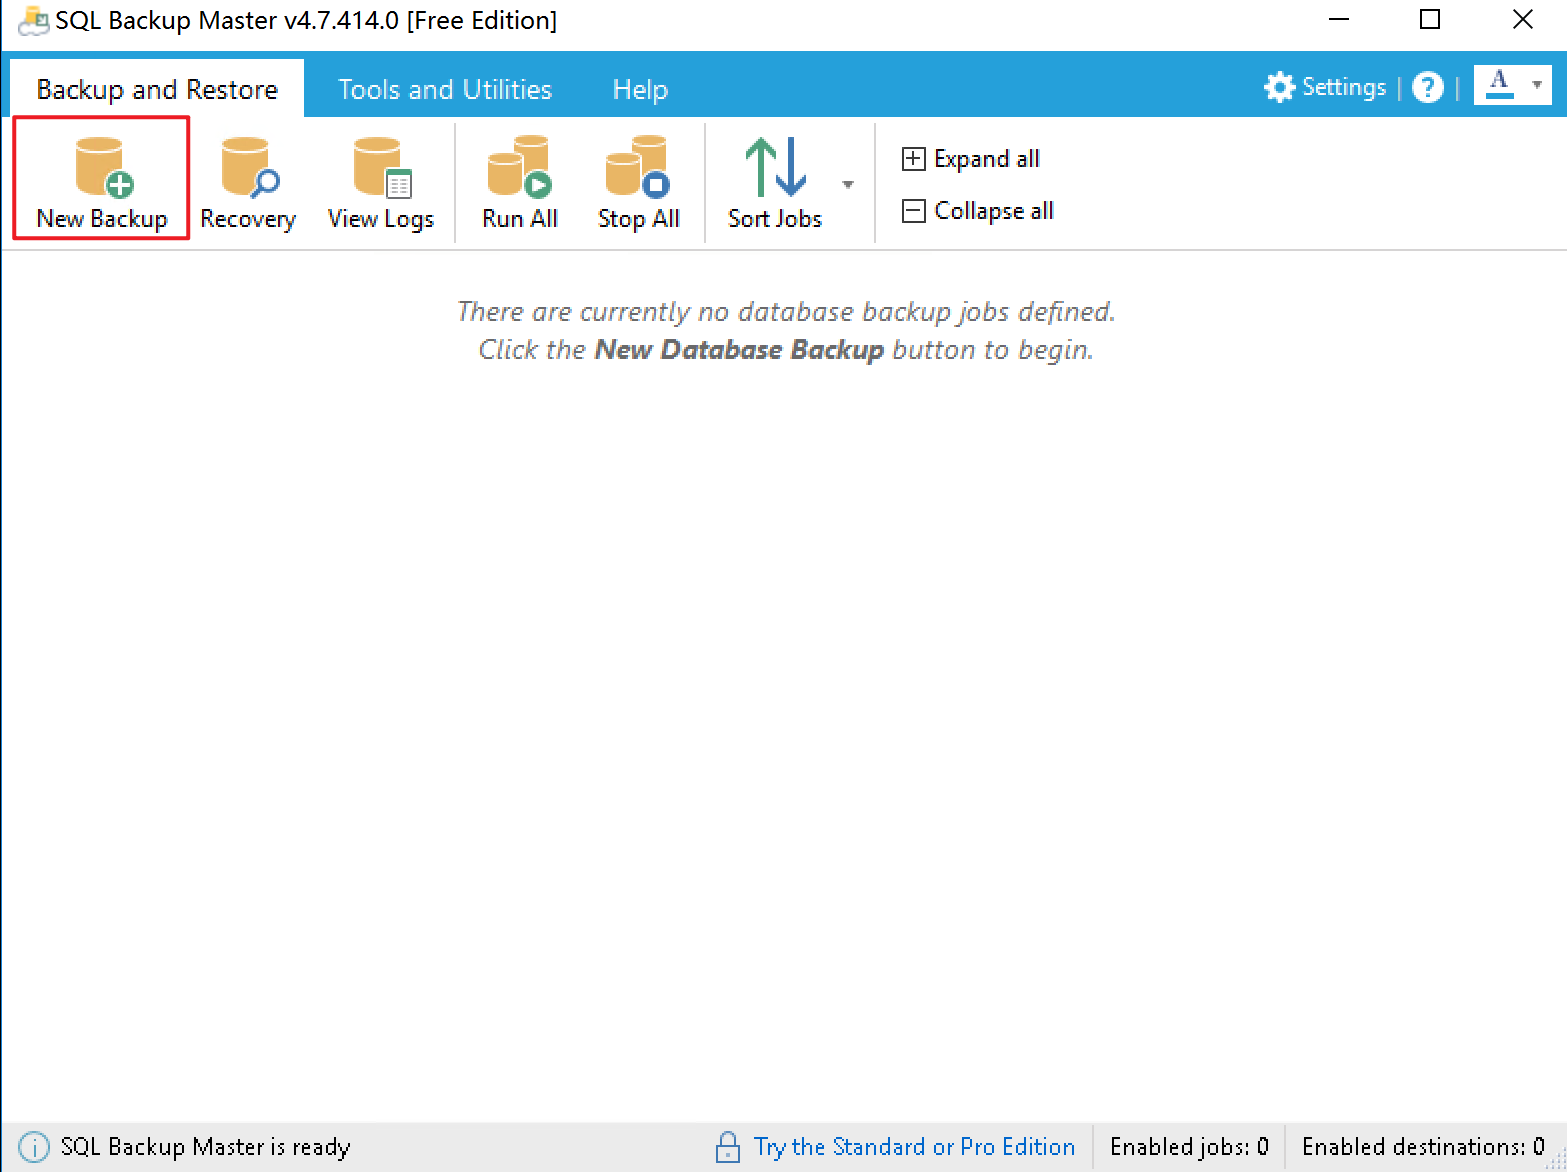 SQL Backup Master v4.7.414.0 [Free Edition]
Backup and Restore
Tools and Utilities
Help
Settings
?
A
New Backup
Recovery
View Logs
Run All
Stop All
Sort Jobs
Expand all
Collapse all
There are currently no database backup jobs defined.
Click the New Database Backup button to begin.
SQL Backup Master is ready
Try the Standard or Pro Edition
Enabled jobs: 0
Enabled destinations: 0